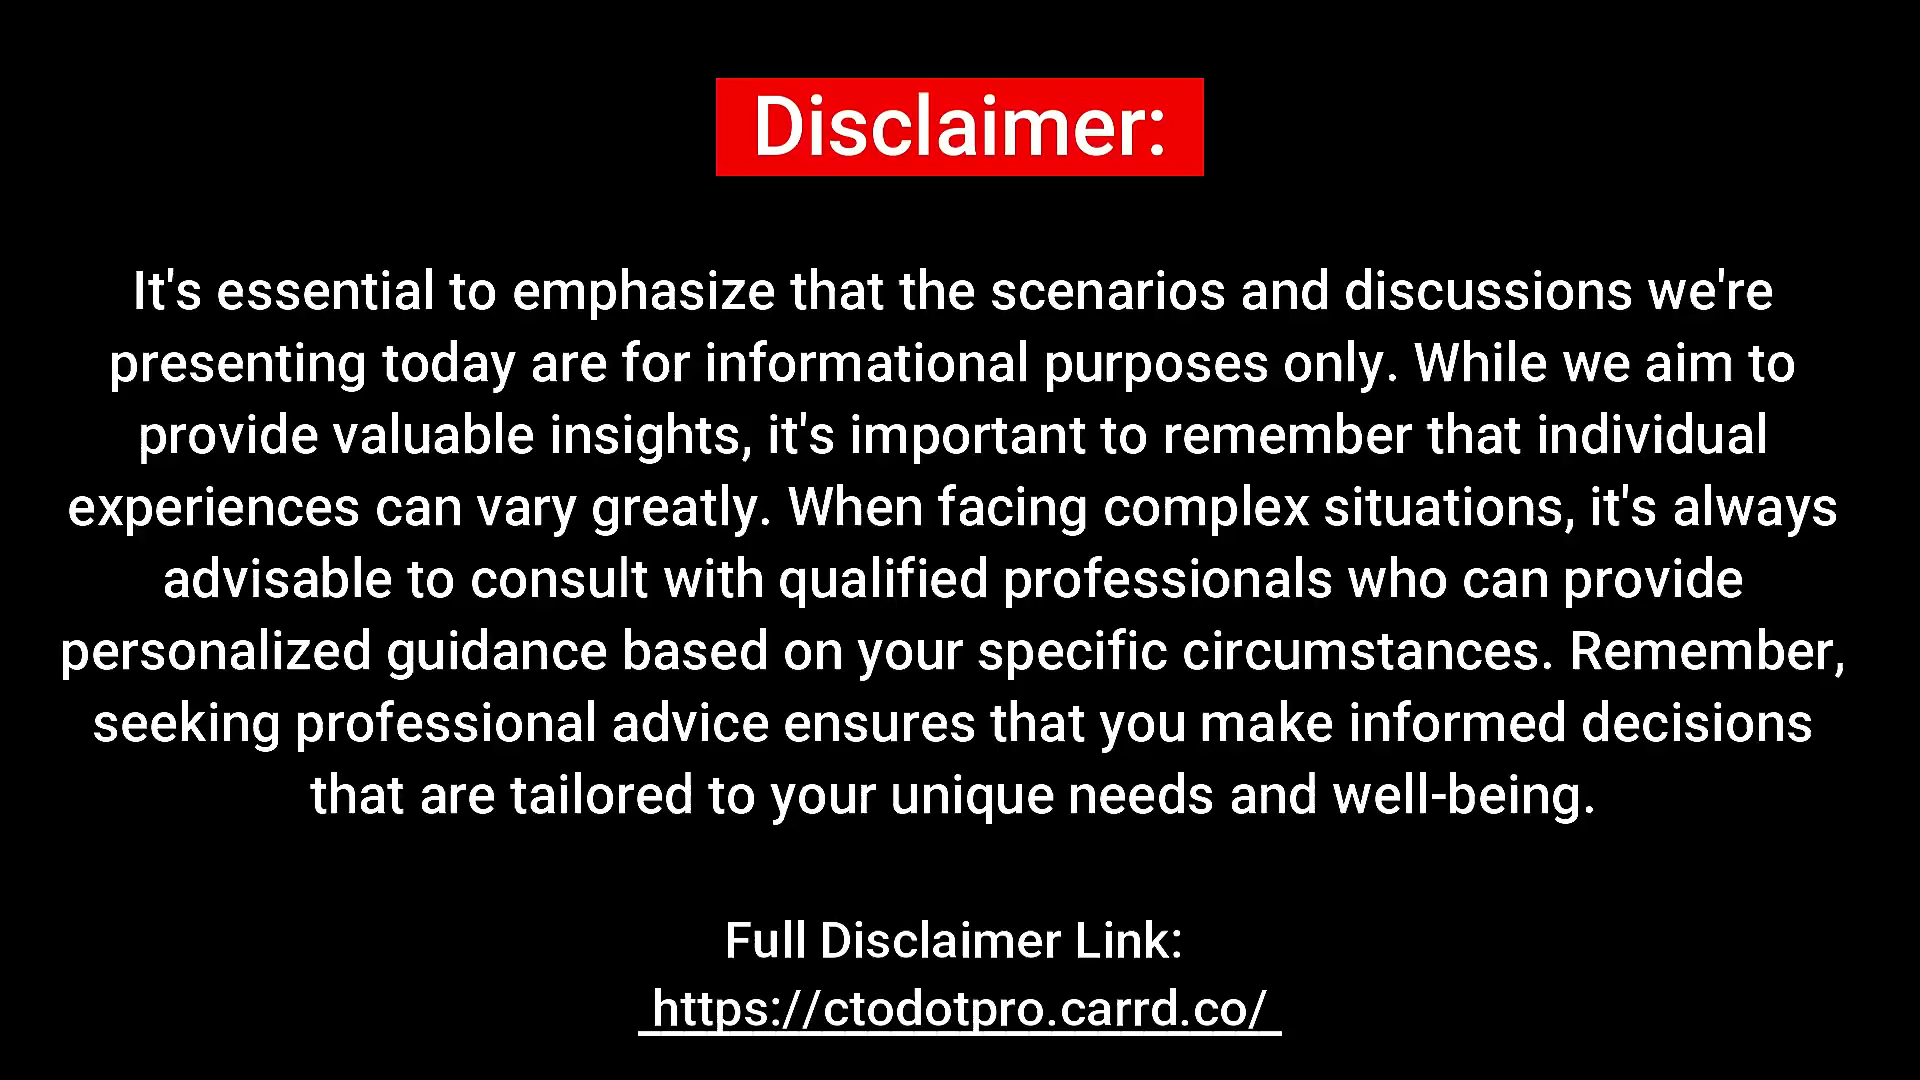 Disclaimer:
It's essential to emphasize that the scenarios and discussions we're
presenting today are for informational purposes only. While we aim to
provide valuable insights, it's important to remember that individual
experiences can vary greatly. When facing complex situations, it's always
advisable to consult with qualified professionals who can provide
personalized guidance based on your specific circumstances. Remember,
seeking professional advice ensures that you make informed decisions
that are tailored to your unique needs and well-being.
Full Disclaimer Link:
https://ctodotpro.carrd.co/